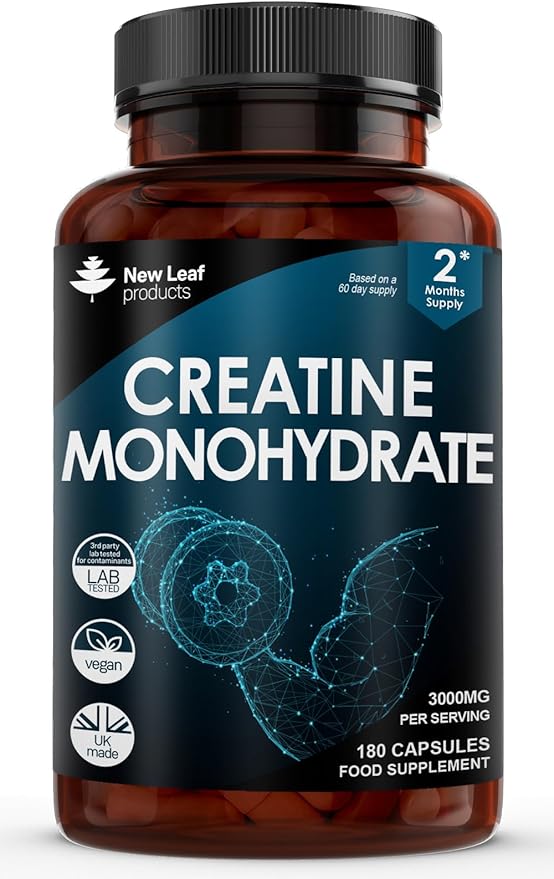 New Leaf
products
Based on a
60 day supply
2*
Months
Supply
CREATINE
MONOHYDRATE
3rd party
lab tested
for contaminants
LAB
TESTED
vegan
UK
made
3000MG
PER SERVING
180 CAPSULES
FOOD SUPPLEMENT